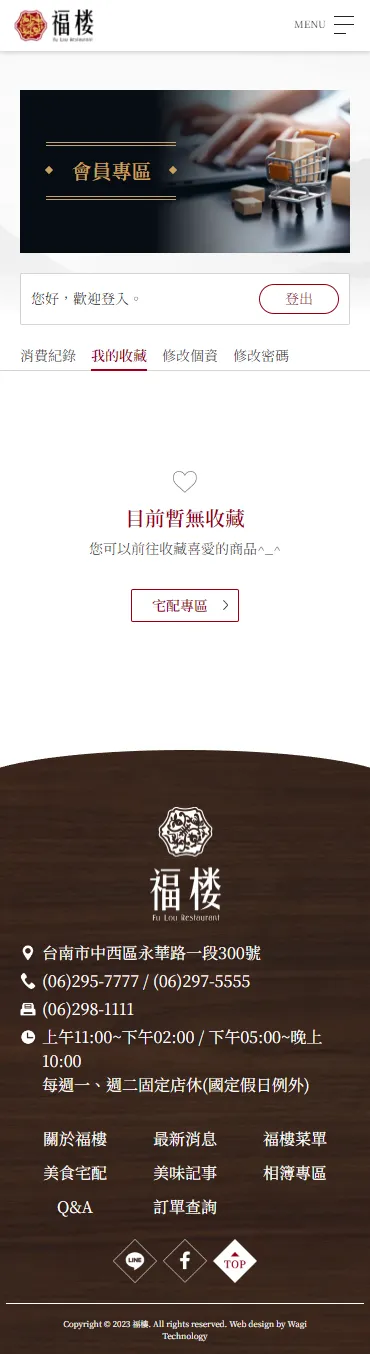 福楼
Fu Lou Restaurant
MENU
會員專區
您好，歡迎登入。
登出
消費紀錄 我的收藏 修改個資 修改密碼
目前暫無收藏
您可以前往收藏喜愛的商品^_^
宅配專區
福楼
Fu Lou Restaurant
台南市中西區永華路一段300號
(06)295-7777 / (06)297-5555
(06)298-1111
上午11:00~下午02:00 / 下午05:00~晚上
10:00
每週一、週二固定店休(國定假日例外)
關於福樓 最新消息 福樓菜單
美食宅配 美味記事 相簿專區
Q&A 訂單查詢
LINE
TOP
Copyright © 2023 福樓. All rights reserved. Web design by Wagi
Technology